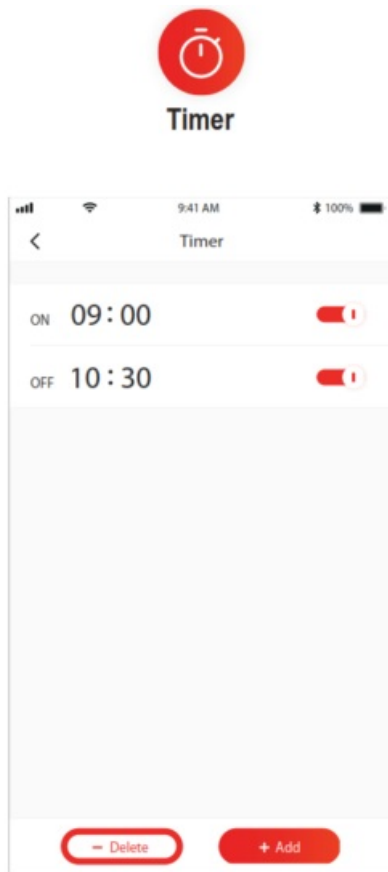 Timer
9:41 AM 100%
Timer
ON 09:00
OFF 10:30
− Delete + Add